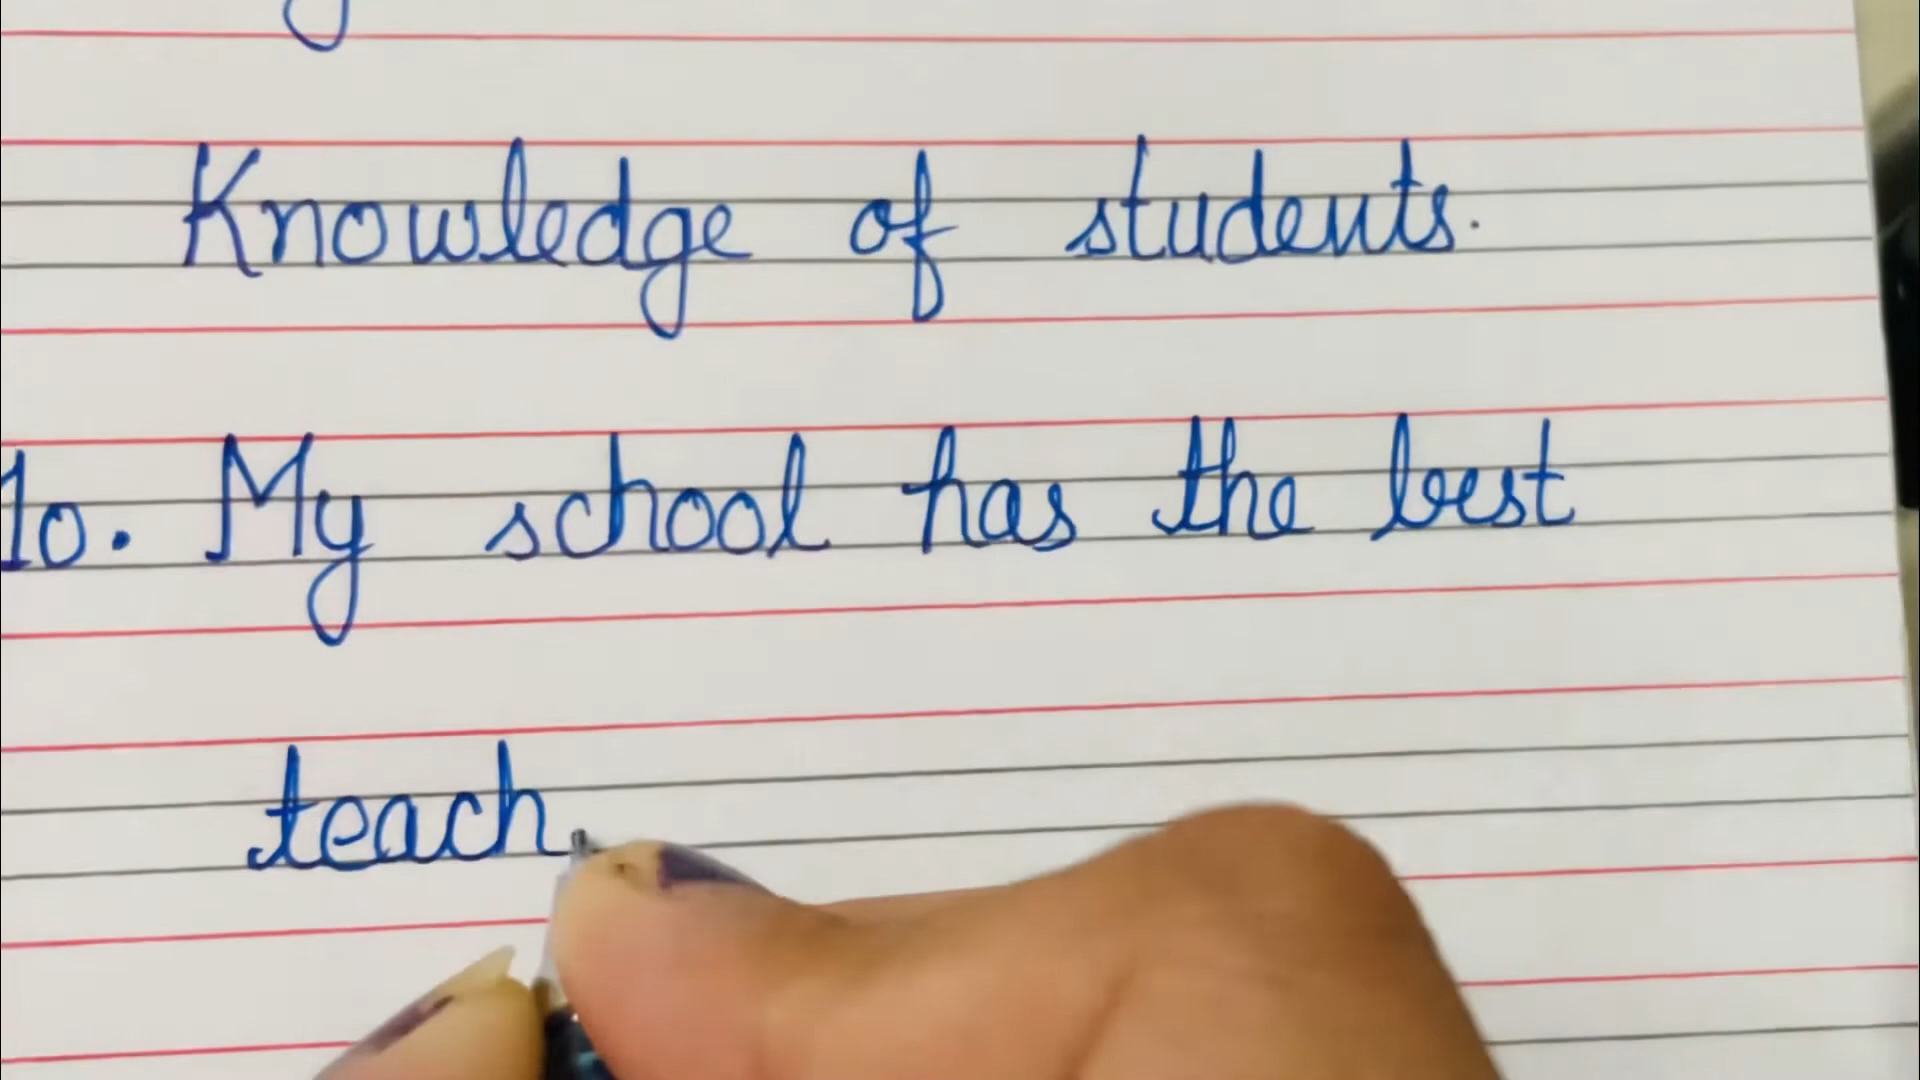 Knowledge of students.
10. My school has the best
teach